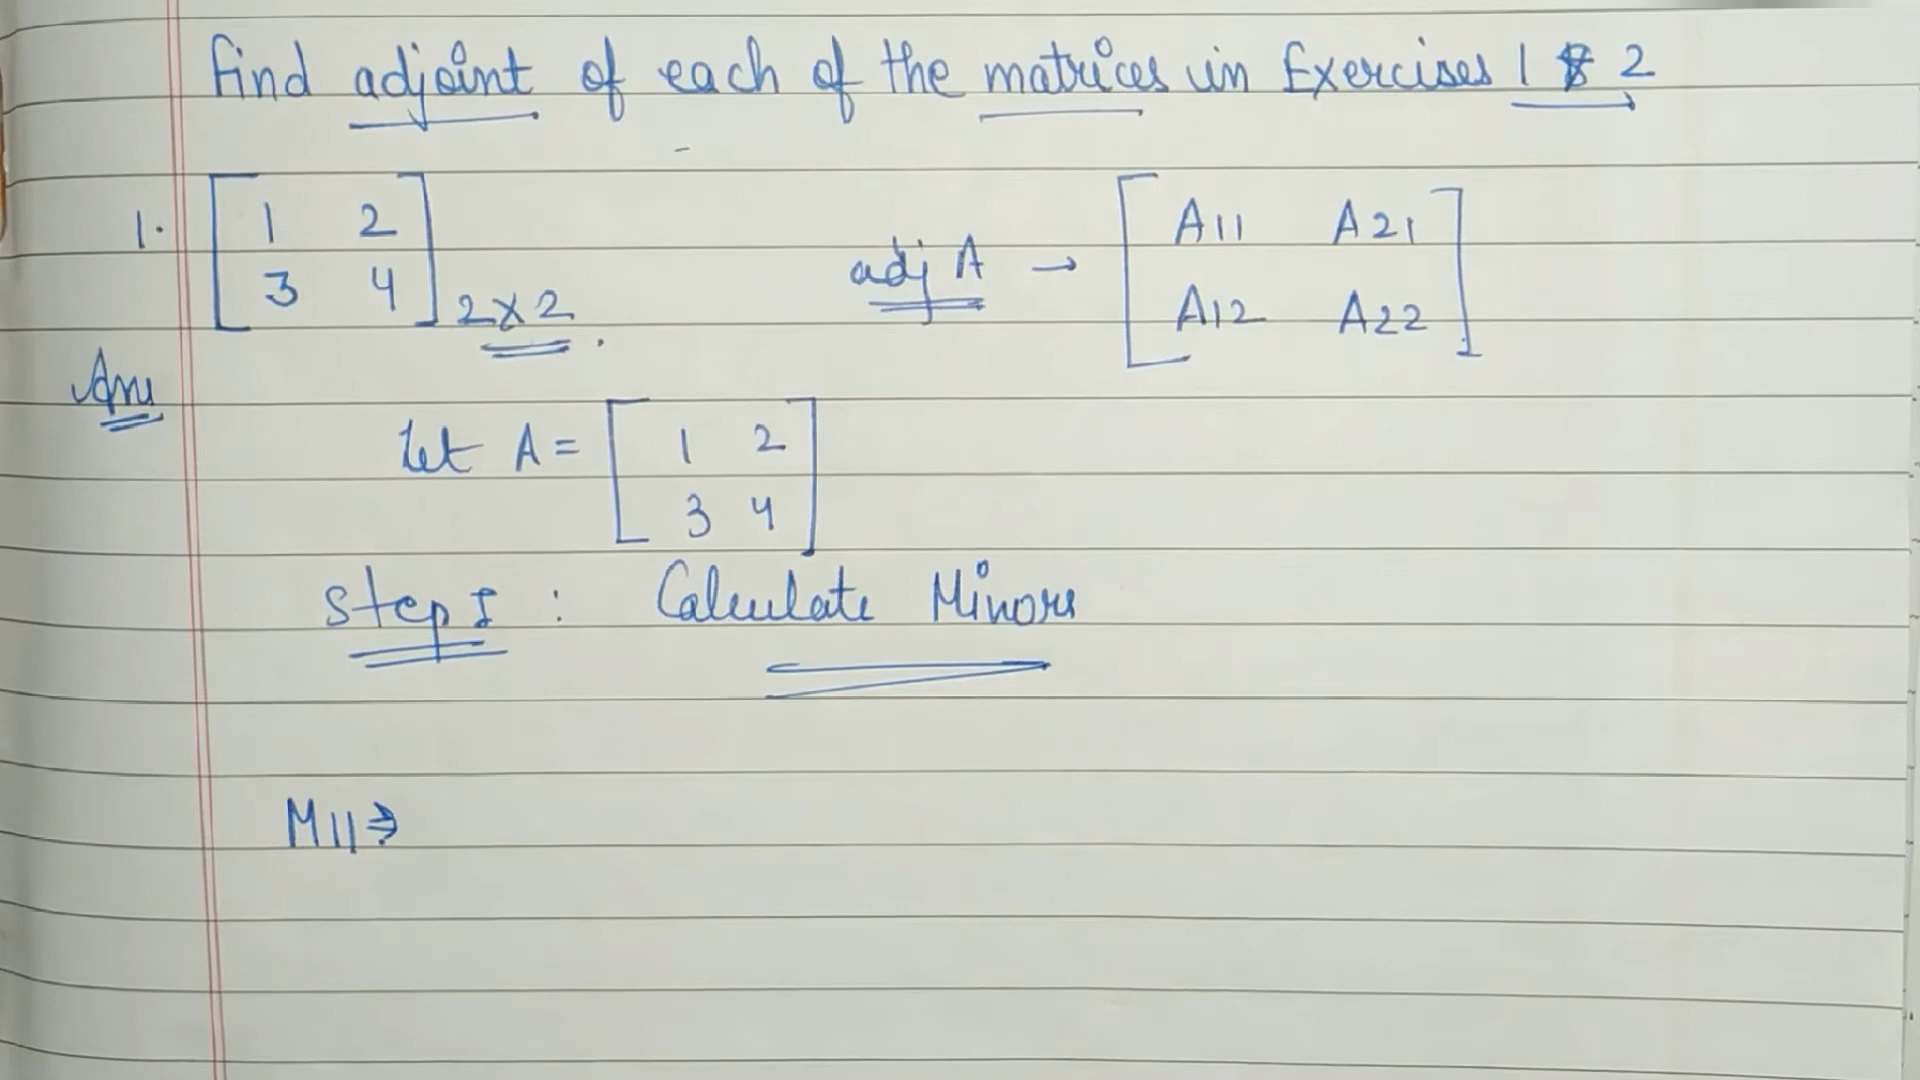 Find adjoint of each of the matrices in Exercises 1 & 2
1. [ 1 2
3 4 ] 2×2.
adj A → [ A11 A21
A12 A22 ]
Ans
Let A = [ 1 2
3 4 ]
Step I : Calculate Minors
M11 ⇒